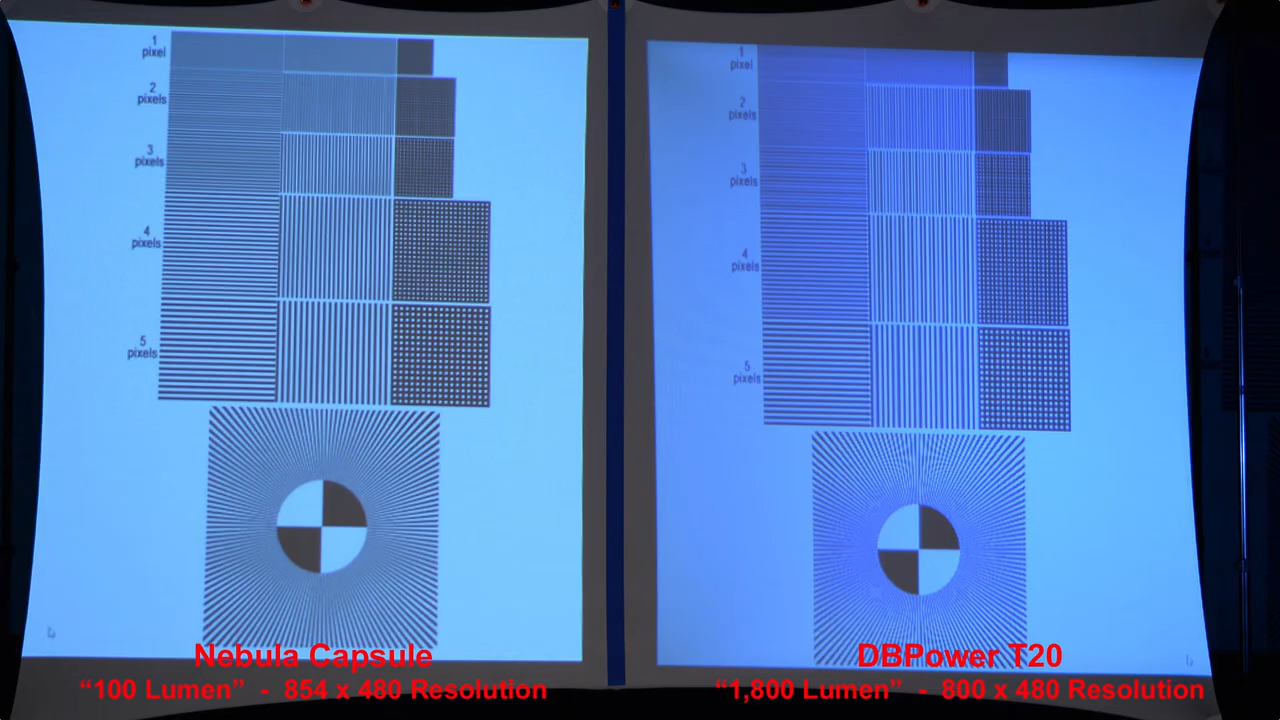 1
pixel
2
pixels
3
pixels
4
pixels
5
pixels
1
pixel
2
pixels
3
pixels
4
pixels
5
pixels
Nebula Capsule
“100 Lumen” - 854 x 480 Resolution
DBPower T20
“1,800 Lumen” - 800 x 480 Resolution